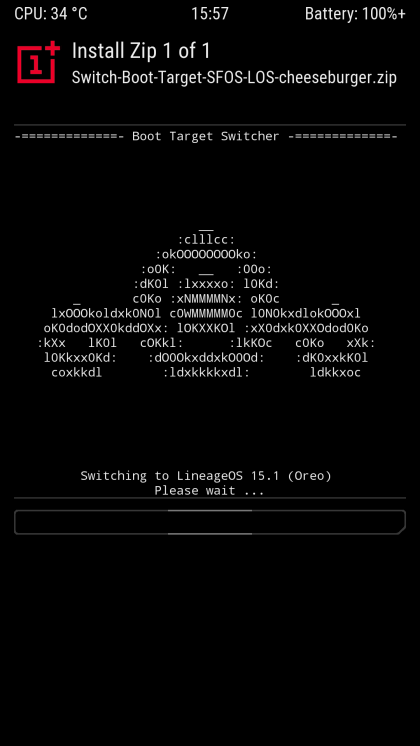 CPU: 34 °C 15:57 Battery: 100%+
Install Zip 1 of 1
Switch-Boot-Target-SFOS-LOS-cheeseburger.zip
-=============- Boot Target Switcher -=============-
__
:clllcc:
:okOOOOOOOOko:
:oOK: __ :OOo:
:dKOl :lxxxxo: lOKd:
_ cOKo :xNMMMMNx: oKOc _
lxOOOkoldxkONOl cOWMMMMMMOc lONOkxdlokOOOxl
oKOdodOXXOkddOXx: lOKXXKOl :xXOdxkOXXOdodOKo
:kXx lKOl cOKkl: :lkKOc cOKo xXk:
lOKkxxOKd: :dOOOkxddxkOOOd: :dKOxxkKOl
coxkkdl :ldxkkkkxdl: ldkkxoc
Switching to LineageOS 15.1 (Oreo)
Please wait ...